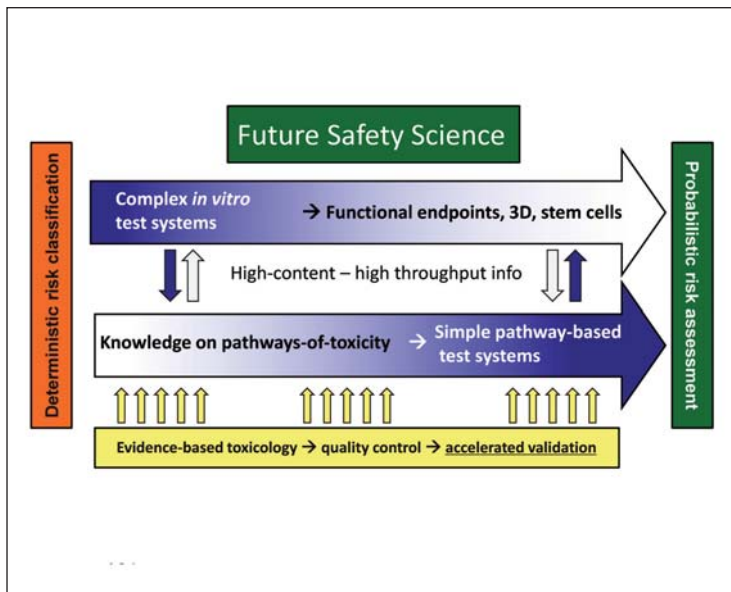 Future Safety Science
Deterministic risk classification
Complex in vitro
test systems
→ Functional endpoints, 3D, stem cells
High-content – high throughput info
Knowledge on pathways-of-toxicity → Simple pathway-based
test systems
Evidence-based toxicology → quality control → accelerated validation
Probabilistic risk assessment